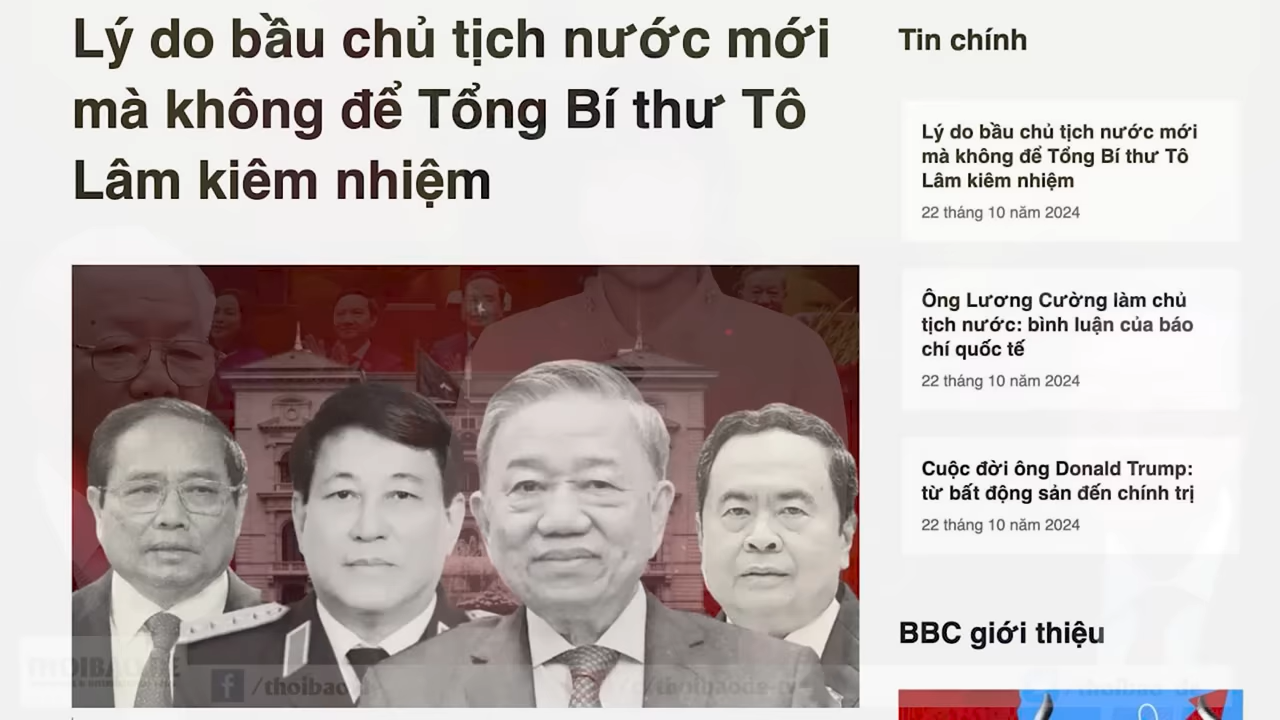 Lý do bầu chủ tịch nước mới
mà không để Tổng Bí thư Tô
Lâm kiêm nhiệm
Tin chính
Lý do bầu chủ tịch nước mới
mà không để Tổng Bí thư Tô
Lâm kiêm nhiệm
22 tháng 10 năm 2024
Ông Lương Cường làm chủ
tịch nước: bình luận của báo
chí quốc tế
22 tháng 10 năm 2024
Cuộc đời ông Donald Trump:
từ bất động sản đến chính trị
22 tháng 10 năm 2024
BBC giới thiệu
THOIBAO.DE
/thoibao.de